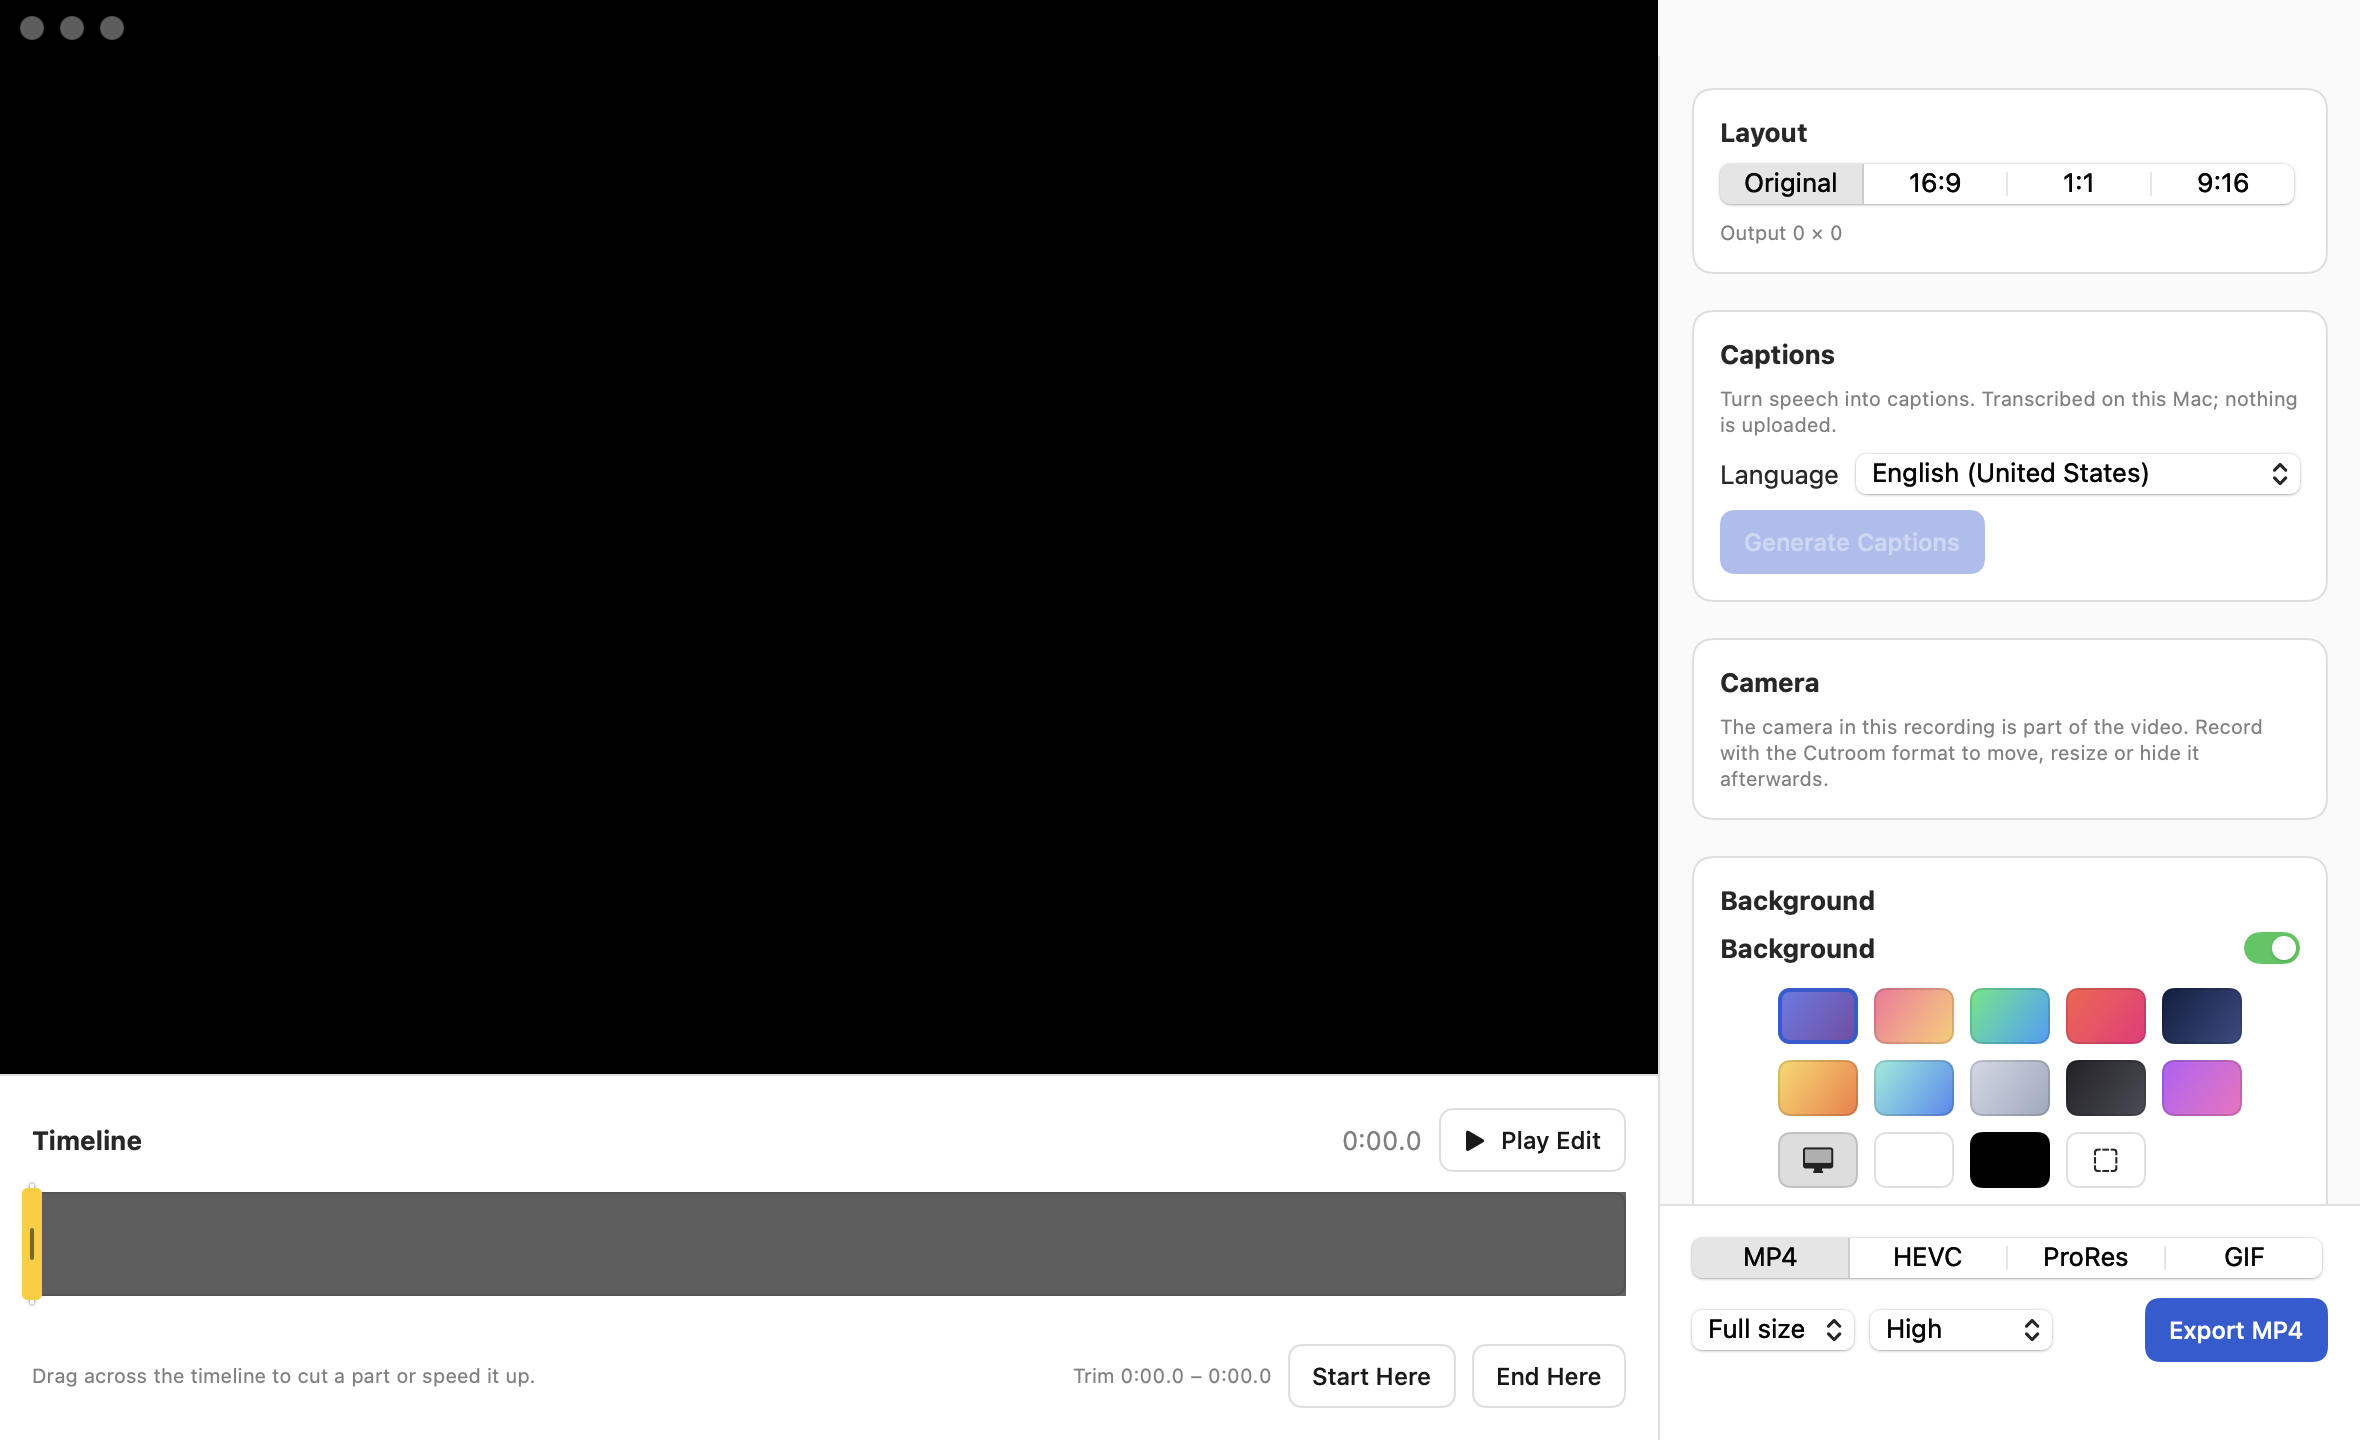 Layout
Original 16:9 1:1 9:16
Output 0 × 0
Captions
Turn speech into captions. Transcribed on this Mac; nothing
is uploaded.
Language English (United States)
Generate Captions
Camera
The camera in this recording is part of the video. Record
with the Cutroom format to move, resize or hide it
afterwards.
Background
Background
Timeline 0:00.0 Play Edit
Drag across the timeline to cut a part or speed it up. Trim 0:00.0 – 0:00.0 Start Here End Here
MP4 HEVC ProRes GIF
Full size High Export MP4